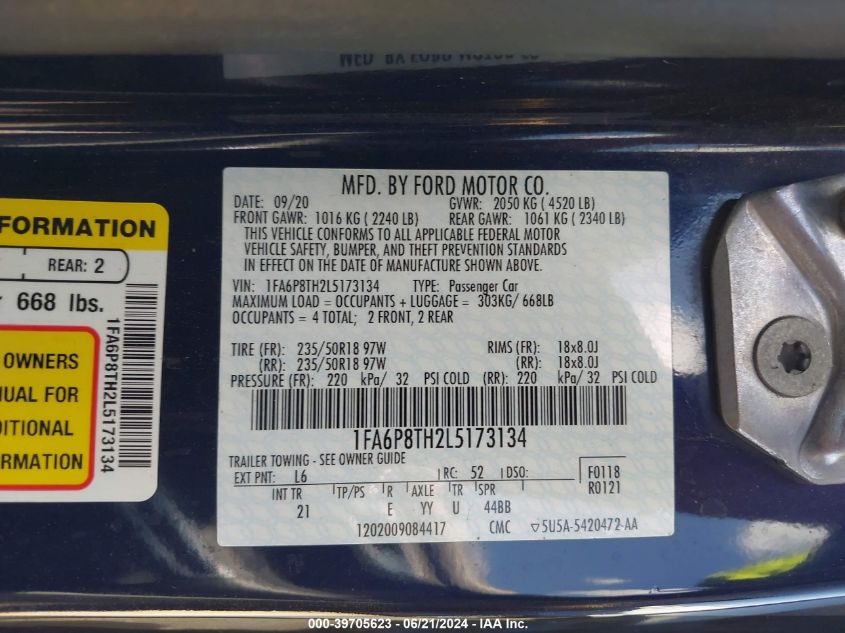 FORMATION
REAR: 2
668 lbs.
OWNERS
NUAL FOR
DITIONAL
FORMATION
1FA6P8TH2L5173134
MFD. BY FORD MOTOR CO.
DATE: 09/20 GVWR: 2050 KG ( 4520 LB)
FRONT GAWR: 1016 KG ( 2240 LB) REAR GAWR: 1061 KG ( 2340 LB)
THIS VEHICLE CONFORMS TO ALL APPLICABLE FEDERAL MOTOR
VEHICLE SAFETY, BUMPER, AND THEFT PREVENTION STANDARDS
IN EFFECT ON THE DATE OF MANUFACTURE SHOWN ABOVE.
VIN: 1FA6P8TH2L5173134 TYPE: Passenger Car
MAXIMUM LOAD = OCCUPANTS + LUGGAGE = 303KG/ 668LB
OCCUPANTS = 4 TOTAL; 2 FRONT, 2 REAR
TIRE (FR): 235/50R18 97W RIMS (FR): 18x8.0J
(RR): 235/50R18 97W (RR): 18x8.0J
PRESSURE (FR): 220 kPa/ 32 PSI COLD (RR): 220 kPa/ 32 PSI COLD
1FA6P8TH2L5173134
TRAILER TOWING - SEE OWNER GUIDE
EXT PNT: L6 RC: 52 DSO: F0118
R0121
INT TR TP/PS R AXLE TR SPR
21 E YY U 44BB
1202009084417 CMC ▽5U5A-5420472-AA
000-39705623 - 06/21/2024 - IAA Inc.